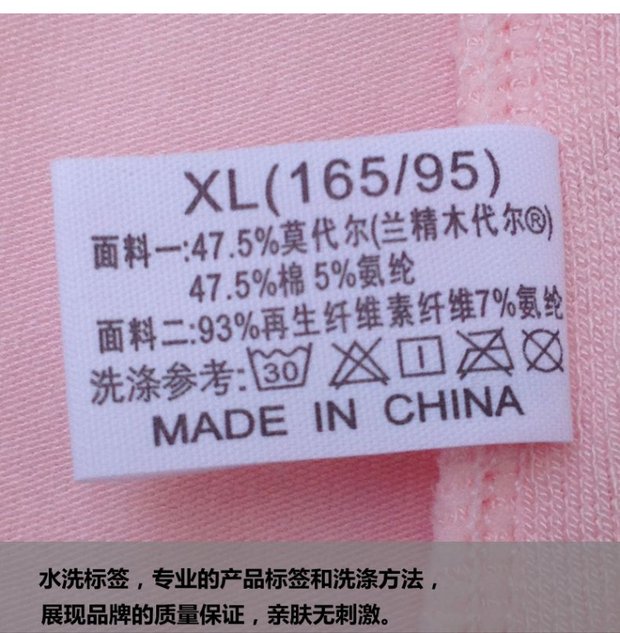 XL(165/95)
面料一:47.5%莫代尔(兰精木代尔®)
47.5%棉 5%氨纶
面料二:93%再生纤维素纤维7%氨纶
洗涤参考:30
MADE IN CHINA
水洗标签，专业的产品标签和洗涤方法，
展现品牌的质量保证，亲肤无刺激。